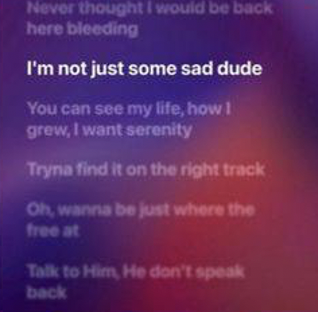 Never thought I would be back
here bleeding
I'm not just some sad dude
You can see my life, how I
grew, I want serenity
Tryna find it on the right track
Oh, wanna be just where the
free at
Talk to Him, He don't speak
back